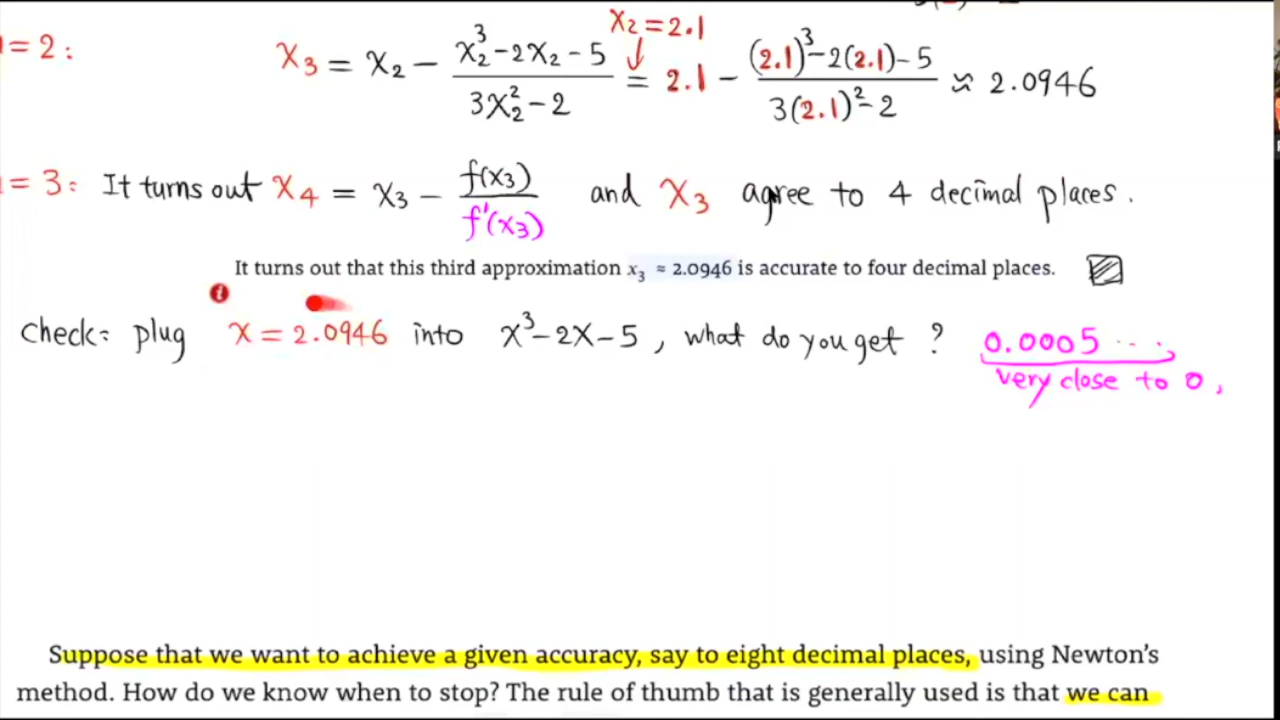 x₂ = 2.1
= 2: x₃ = x₂ − (x₂³ − 2x₂ − 5)/(3x₂² − 2) = 2.1 − ((2.1)³ − 2(2.1) − 5)/(3(2.1)² − 2) ≈ 2.0946
= 3: It turns out x₄ = x₃ − f(x₃)/f'(x₃) and x₃ agree to 4 decimal places.
It turns out that this third approximation x₃ ≈ 2.0946 is accurate to four decimal places.
Check: plug x = 2.0946 into x³ − 2x − 5, what do you get? 0.0005 ...
very close to 0,
Suppose that we want to achieve a given accuracy, say to eight decimal places, using Newton's
method. How do we know when to stop? The rule of thumb that is generally used is that we can